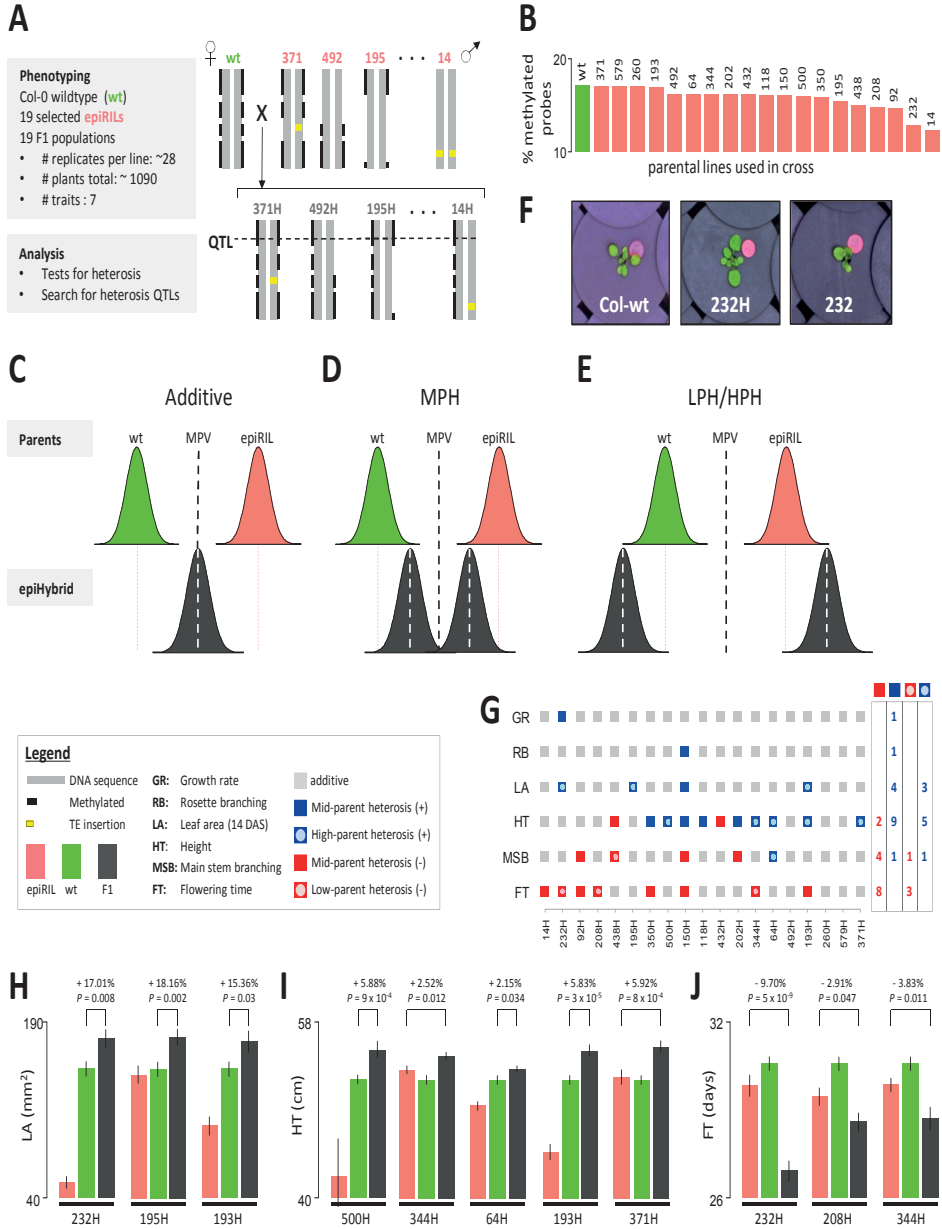 A
Phenotyping
Col-0 wildtype (wt)
19 selected epiRILs
19 F1 populations
• # replicates per line: ~28
• # plants total: ~ 1090
• # traits : 7
Analysis
• Tests for heterosis
• Search for heterosis QTLs
♀ wt 371 492 195 · · · 14 ♂
X
371H 492H 195H · · · 14H
QTL
B
% methylated probes
20
10
wt 371 579 260 193 492 64 344 202 432 118 150 500 350 195 438 208 92 232 14
parental lines used in cross
F
Col-wt 232H 232
C
Additive
Parents
wt MPV epiRIL
epiHybrid
D
MPH
wt MPV epiRIL
E
LPH/HPH
wt MPV epiRIL
Legend
DNA sequence
Methylated
TE insertion
epiRIL wt F1
GR: Growth rate
RB: Rosette branching
LA: Leaf area (14 DAS)
HT: Height
MSB: Main stem branching
FT: Flowering time
additive
Mid-parent heterosis (+)
High-parent heterosis (+)
Mid-parent heterosis (-)
Low-parent heterosis (-)
G
GR 1
RB 1
LA 4 3
HT 2 9 5
MSB 4 1 1 1
FT 8 3
14H 232H 92H 208H 438H 195H 350H 500H 150H 118H 432H 202H 344H 64H 492H 193H 260H 579H 371H
H
+ 17.01% + 18.16% + 15.36%
P = 0.008 P = 0.002 P = 0.03
LA (mm²)
190
40
232H 195H 193H
I
+ 5.88% + 2.52% + 2.15% + 5.83% + 5.92%
P = 9 x 10⁻⁴ P = 0.012 P = 0.034 P = 3 x 10⁻⁵ P = 8 x 10⁻⁴
HT (cm)
58
40
500H 344H 64H 193H 371H
J
- 9.70% - 2.91% - 3.83%
P = 5 x 10⁻⁹ P = 0.047 P = 0.011
FT (days)
32
26
232H 208H 344H